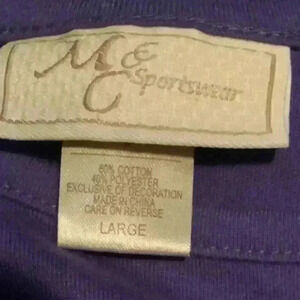 M&C Sportswear
60% COTTON
40% POLYESTER
EXCLUSIVE OF DECORATION
MADE IN CHINA
CARE ON REVERSE
LARGE